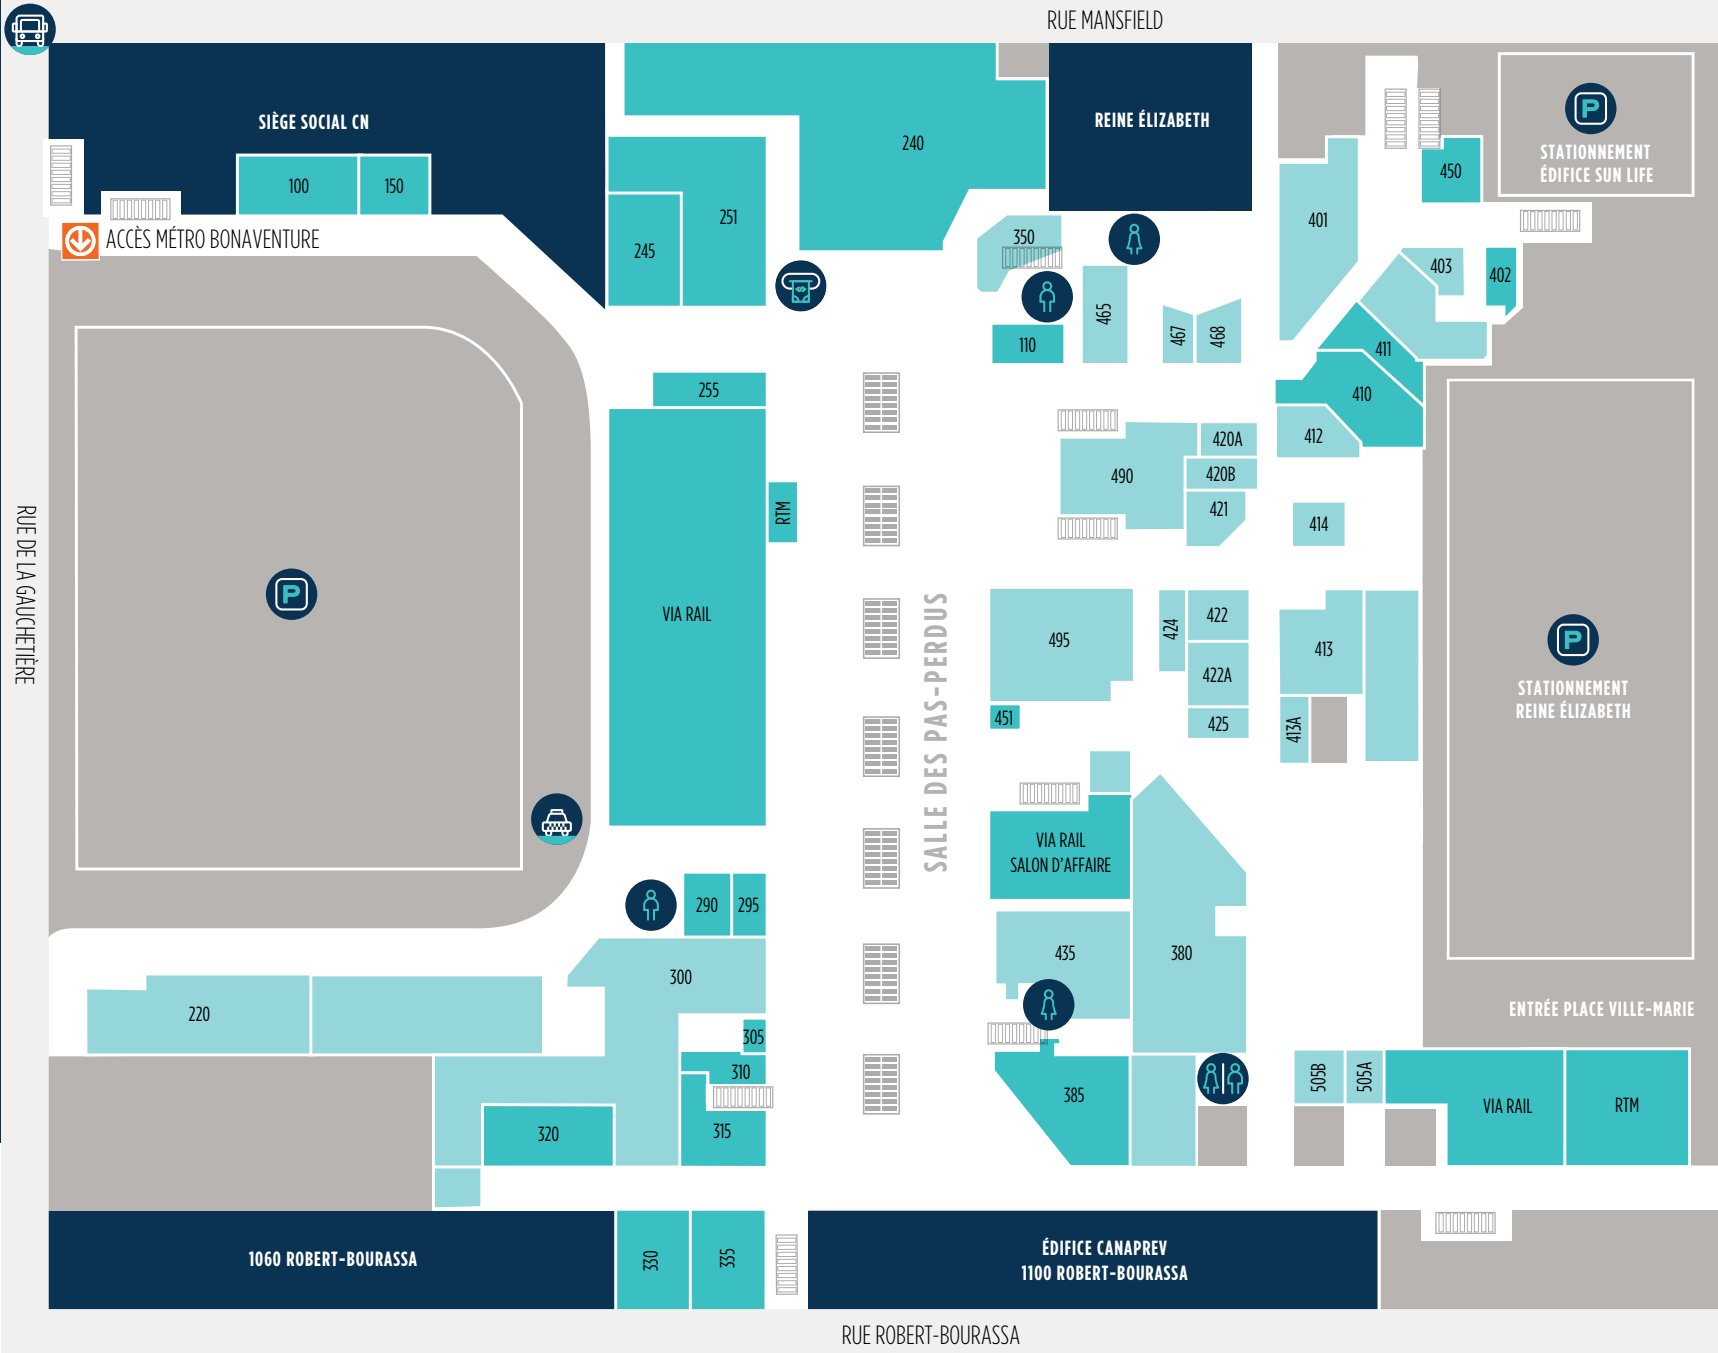 RUE MANSFIELD
SIÈGE SOCIAL CN
100
150
ACCÈS MÉTRO BONAVENTURE
240
251
245
REINE ÉLIZABETH
350
110
465
467
468
401
450
403
402
411
410
412
P
STATIONNEMENT
ÉDIFICE SUN LIFE
255
RTM
VIA RAIL
P
RUE DE LA GAUCHETIÈRE
SALLE DES PAS-PERDUS
490
420A
420B
421
414
495
451
424
422
422A
425
413
413A
P
STATIONNEMENT
REINE ÉLIZABETH
VIA RAIL
SALON D'AFFAIRE
435
380
385
290
295
300
305
310
315
220
320
505B
505A
VIA RAIL
RTM
ENTRÉE PLACE VILLE-MARIE
1060 ROBERT-BOURASSA
330
335
ÉDIFICE CANAPREV
1100 ROBERT-BOURASSA
RUE ROBERT-BOURASSA